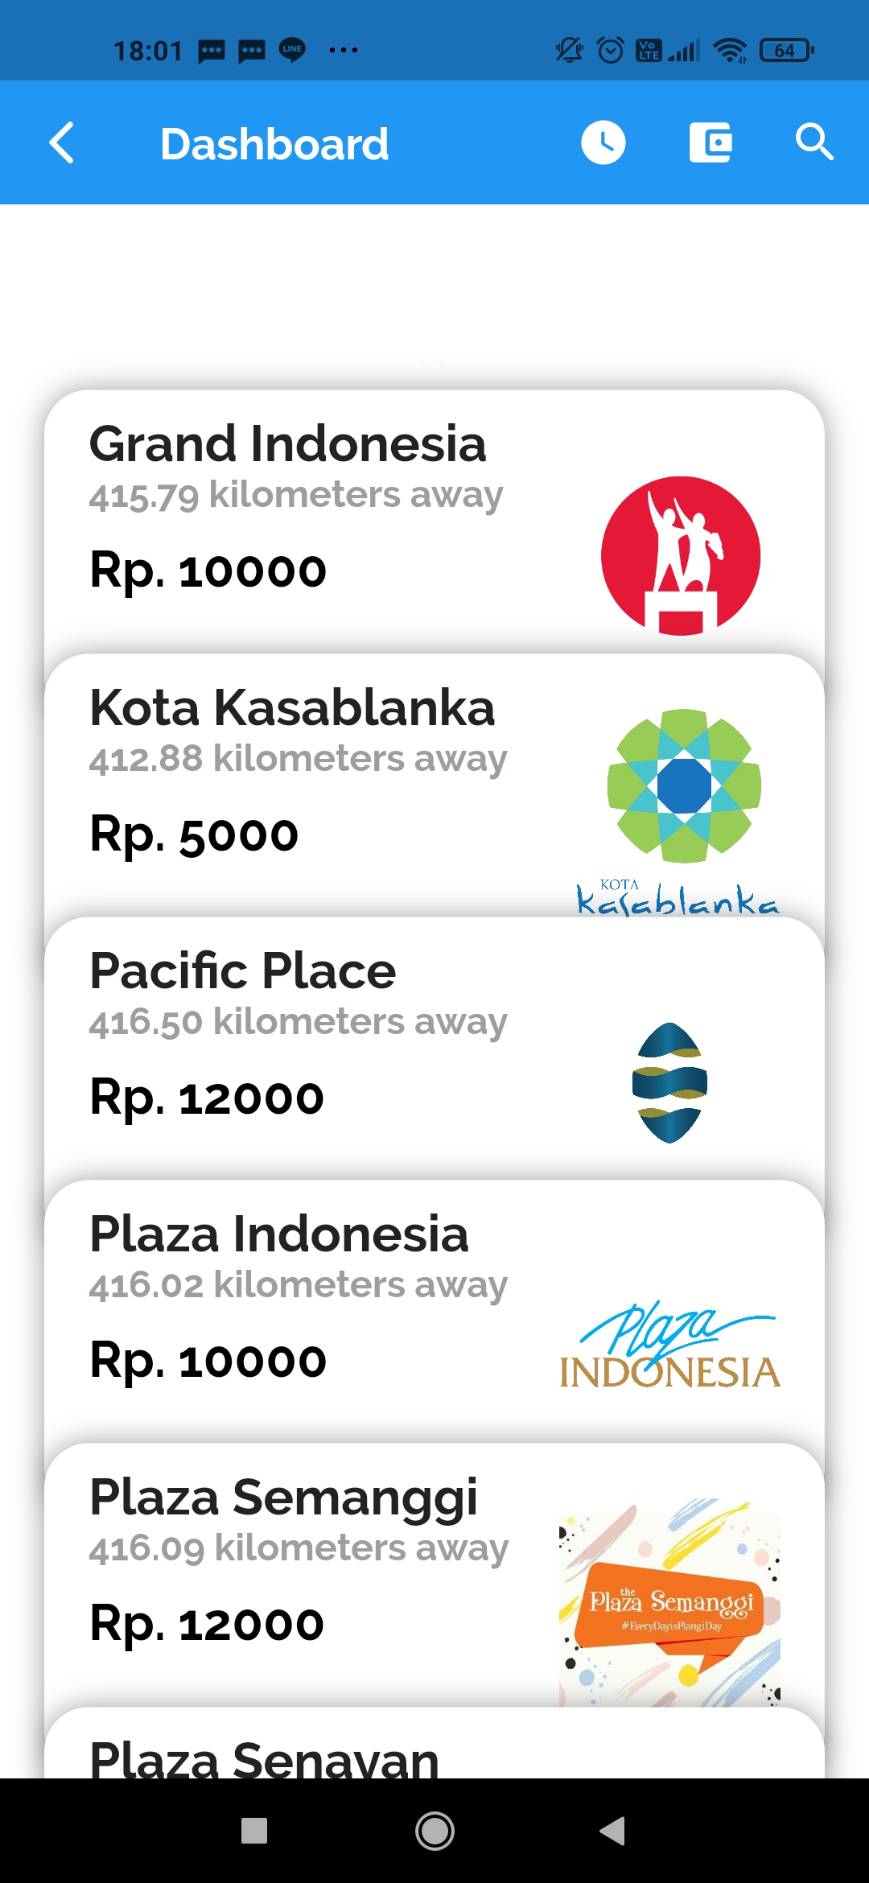 18:01
LINE
Vo
LTE
64
Dashboard
Grand Indonesia
415.79 kilometers away
Rp. 10000
Kota Kasablanka
412.88 kilometers away
Rp. 5000
KOTA
kasablanka
Pacific Place
416.50 kilometers away
Rp. 12000
Plaza Indonesia
416.02 kilometers away
Rp. 10000
Plaza
INDONESIA
Plaza Semanggi
416.09 kilometers away
Rp. 12000
the
Plaza Semanggi
#EveryDayisPlangiDay
Plaza Senayan